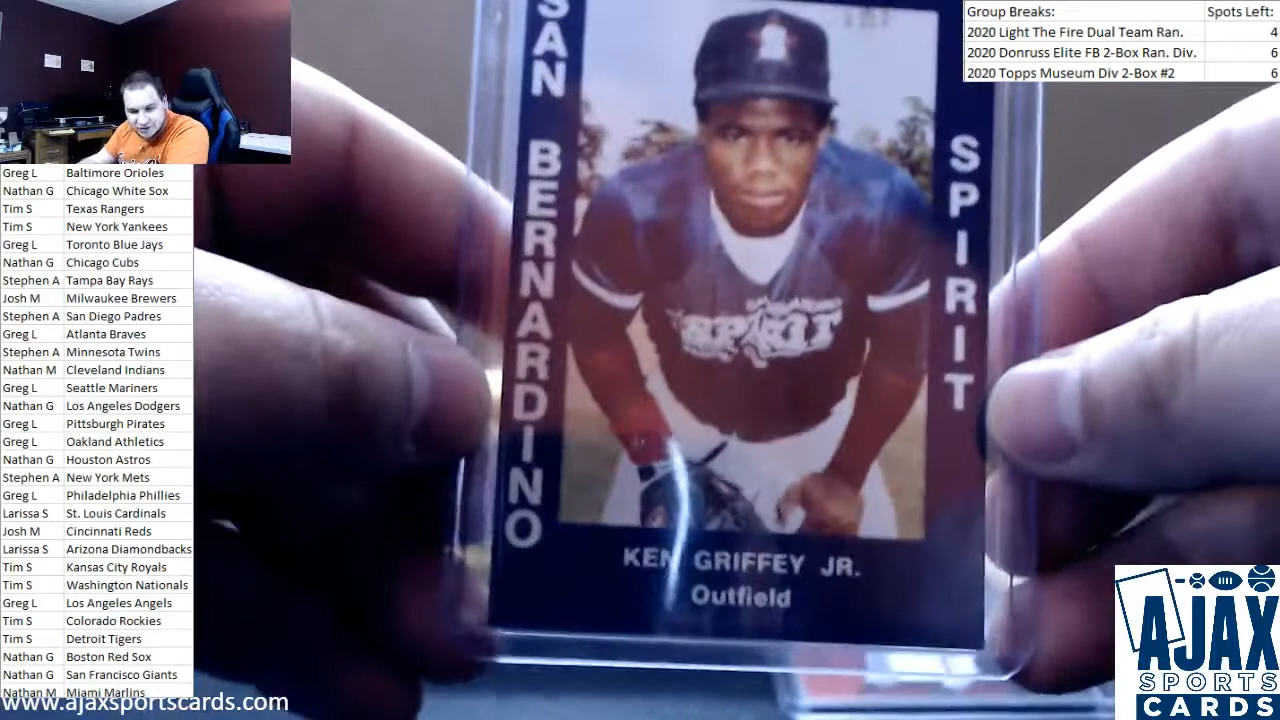 Group Breaks: Spots Left:
2020 Light The Fire Dual Team Ran. 4
2020 Donruss Elite FB 2-Box Ran. Div. 6
2020 Topps Museum Div 2-Box #2 6
Greg L Baltimore Orioles
Nathan G Chicago White Sox
Tim S Texas Rangers
Tim S New York Yankees
Greg L Toronto Blue Jays
Nathan G Chicago Cubs
Stephen A Tampa Bay Rays
Josh M Milwaukee Brewers
Stephen A San Diego Padres
Greg L Atlanta Braves
Stephen A Minnesota Twins
Nathan M Cleveland Indians
Greg L Seattle Mariners
Nathan G Los Angeles Dodgers
Greg L Pittsburgh Pirates
Greg L Oakland Athletics
Nathan G Houston Astros
Stephen A New York Mets
Greg L Philadelphia Phillies
Larissa S St. Louis Cardinals
Josh M Cincinnati Reds
Larissa S Arizona Diamondbacks
Tim S Kansas City Royals
Tim S Washington Nationals
Greg L Los Angeles Angels
Tim S Colorado Rockies
Tim S Detroit Tigers
Nathan G Boston Red Sox
Nathan G San Francisco Giants
Nathan M Miami Marlins
www.ajaxsportscards.com
SAN BERNARDINO
SPIRIT
SPIRIT
KEN GRIFFEY JR.
Outfield
AJAX
SPORTS
CARDS